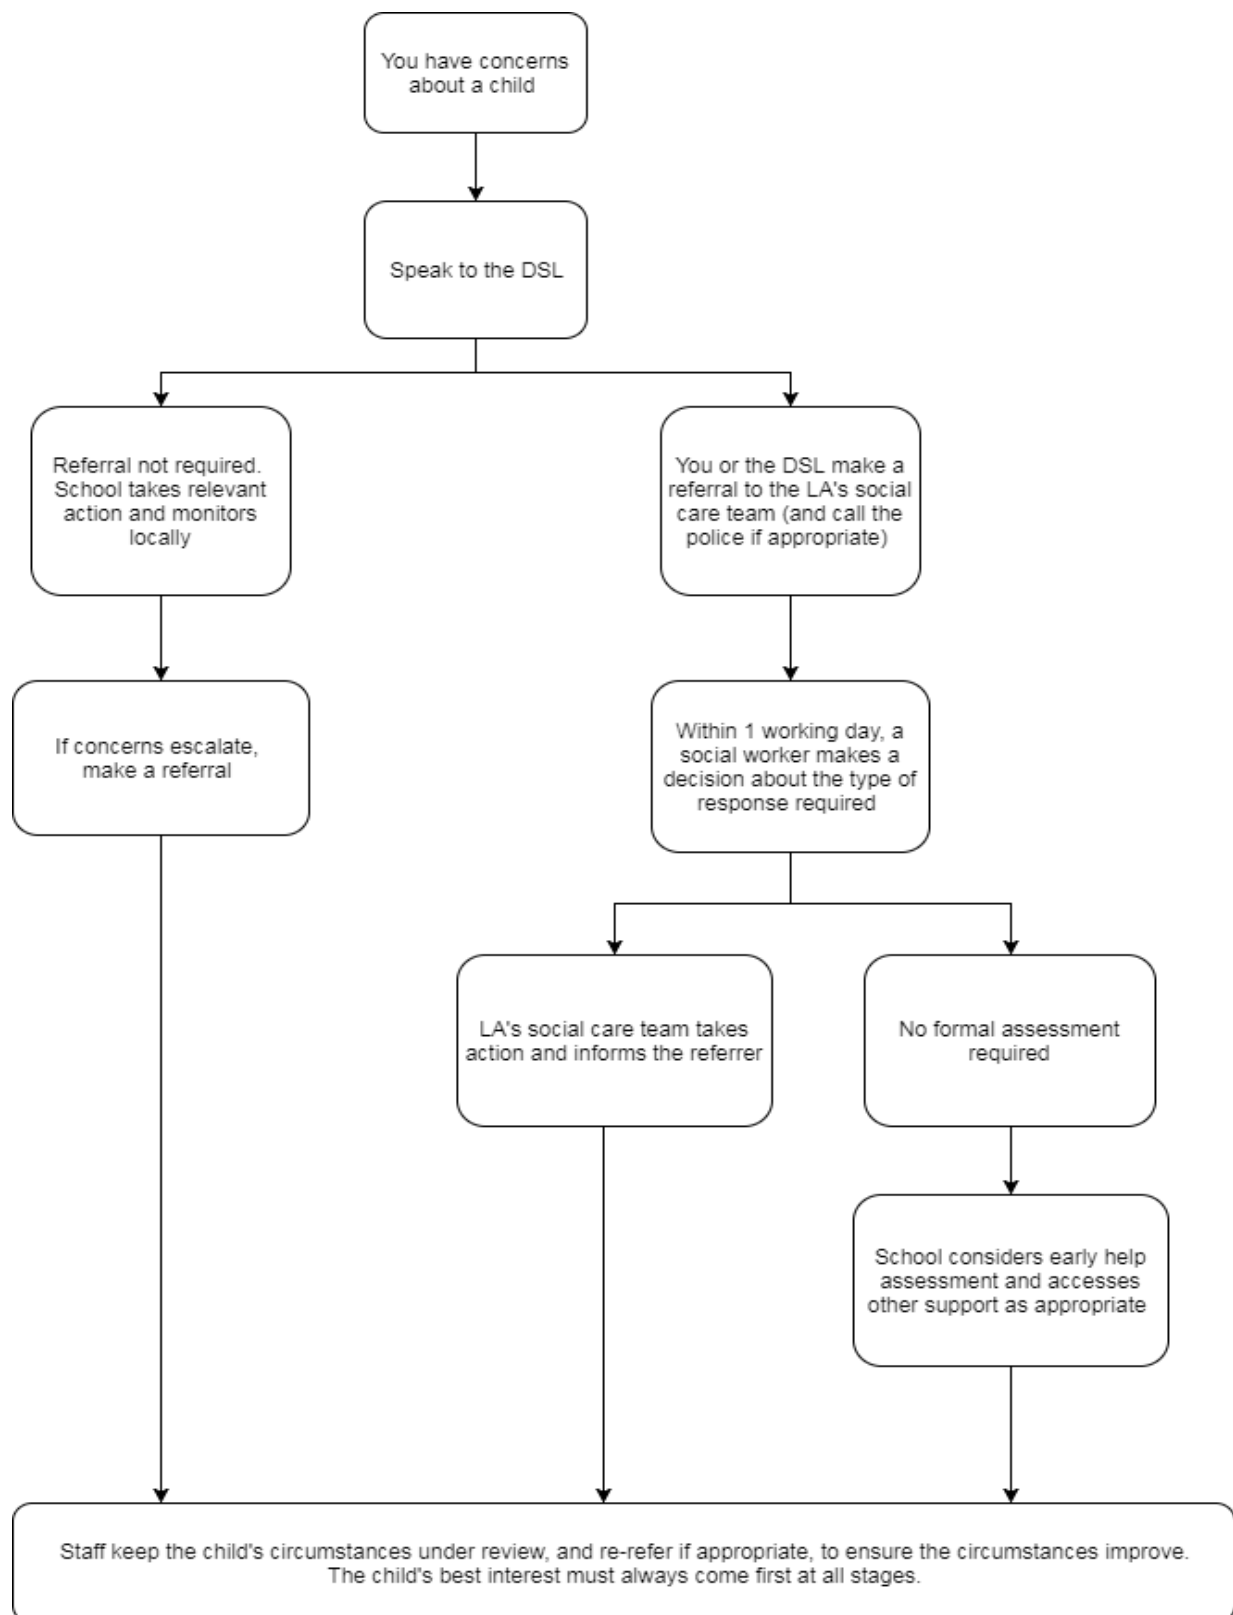 You have concerns
about a child
Speak to the DSL
Referral not required.
School takes relevant
action and monitors
locally
You or the DSL make a
referral to the LA's social
care team (and call the
police if appropriate)
If concerns escalate,
make a referral
Within 1 working day, a
social worker makes a
decision about the type of
response required
LA's social care team takes
action and informs the referrer
No formal assessment
required
School considers early help
assessment and accesses
other support as appropriate
Staff keep the child's circumstances under review, and re-refer if appropriate, to ensure the circumstances improve.
The child's best interest must always come first at all stages.